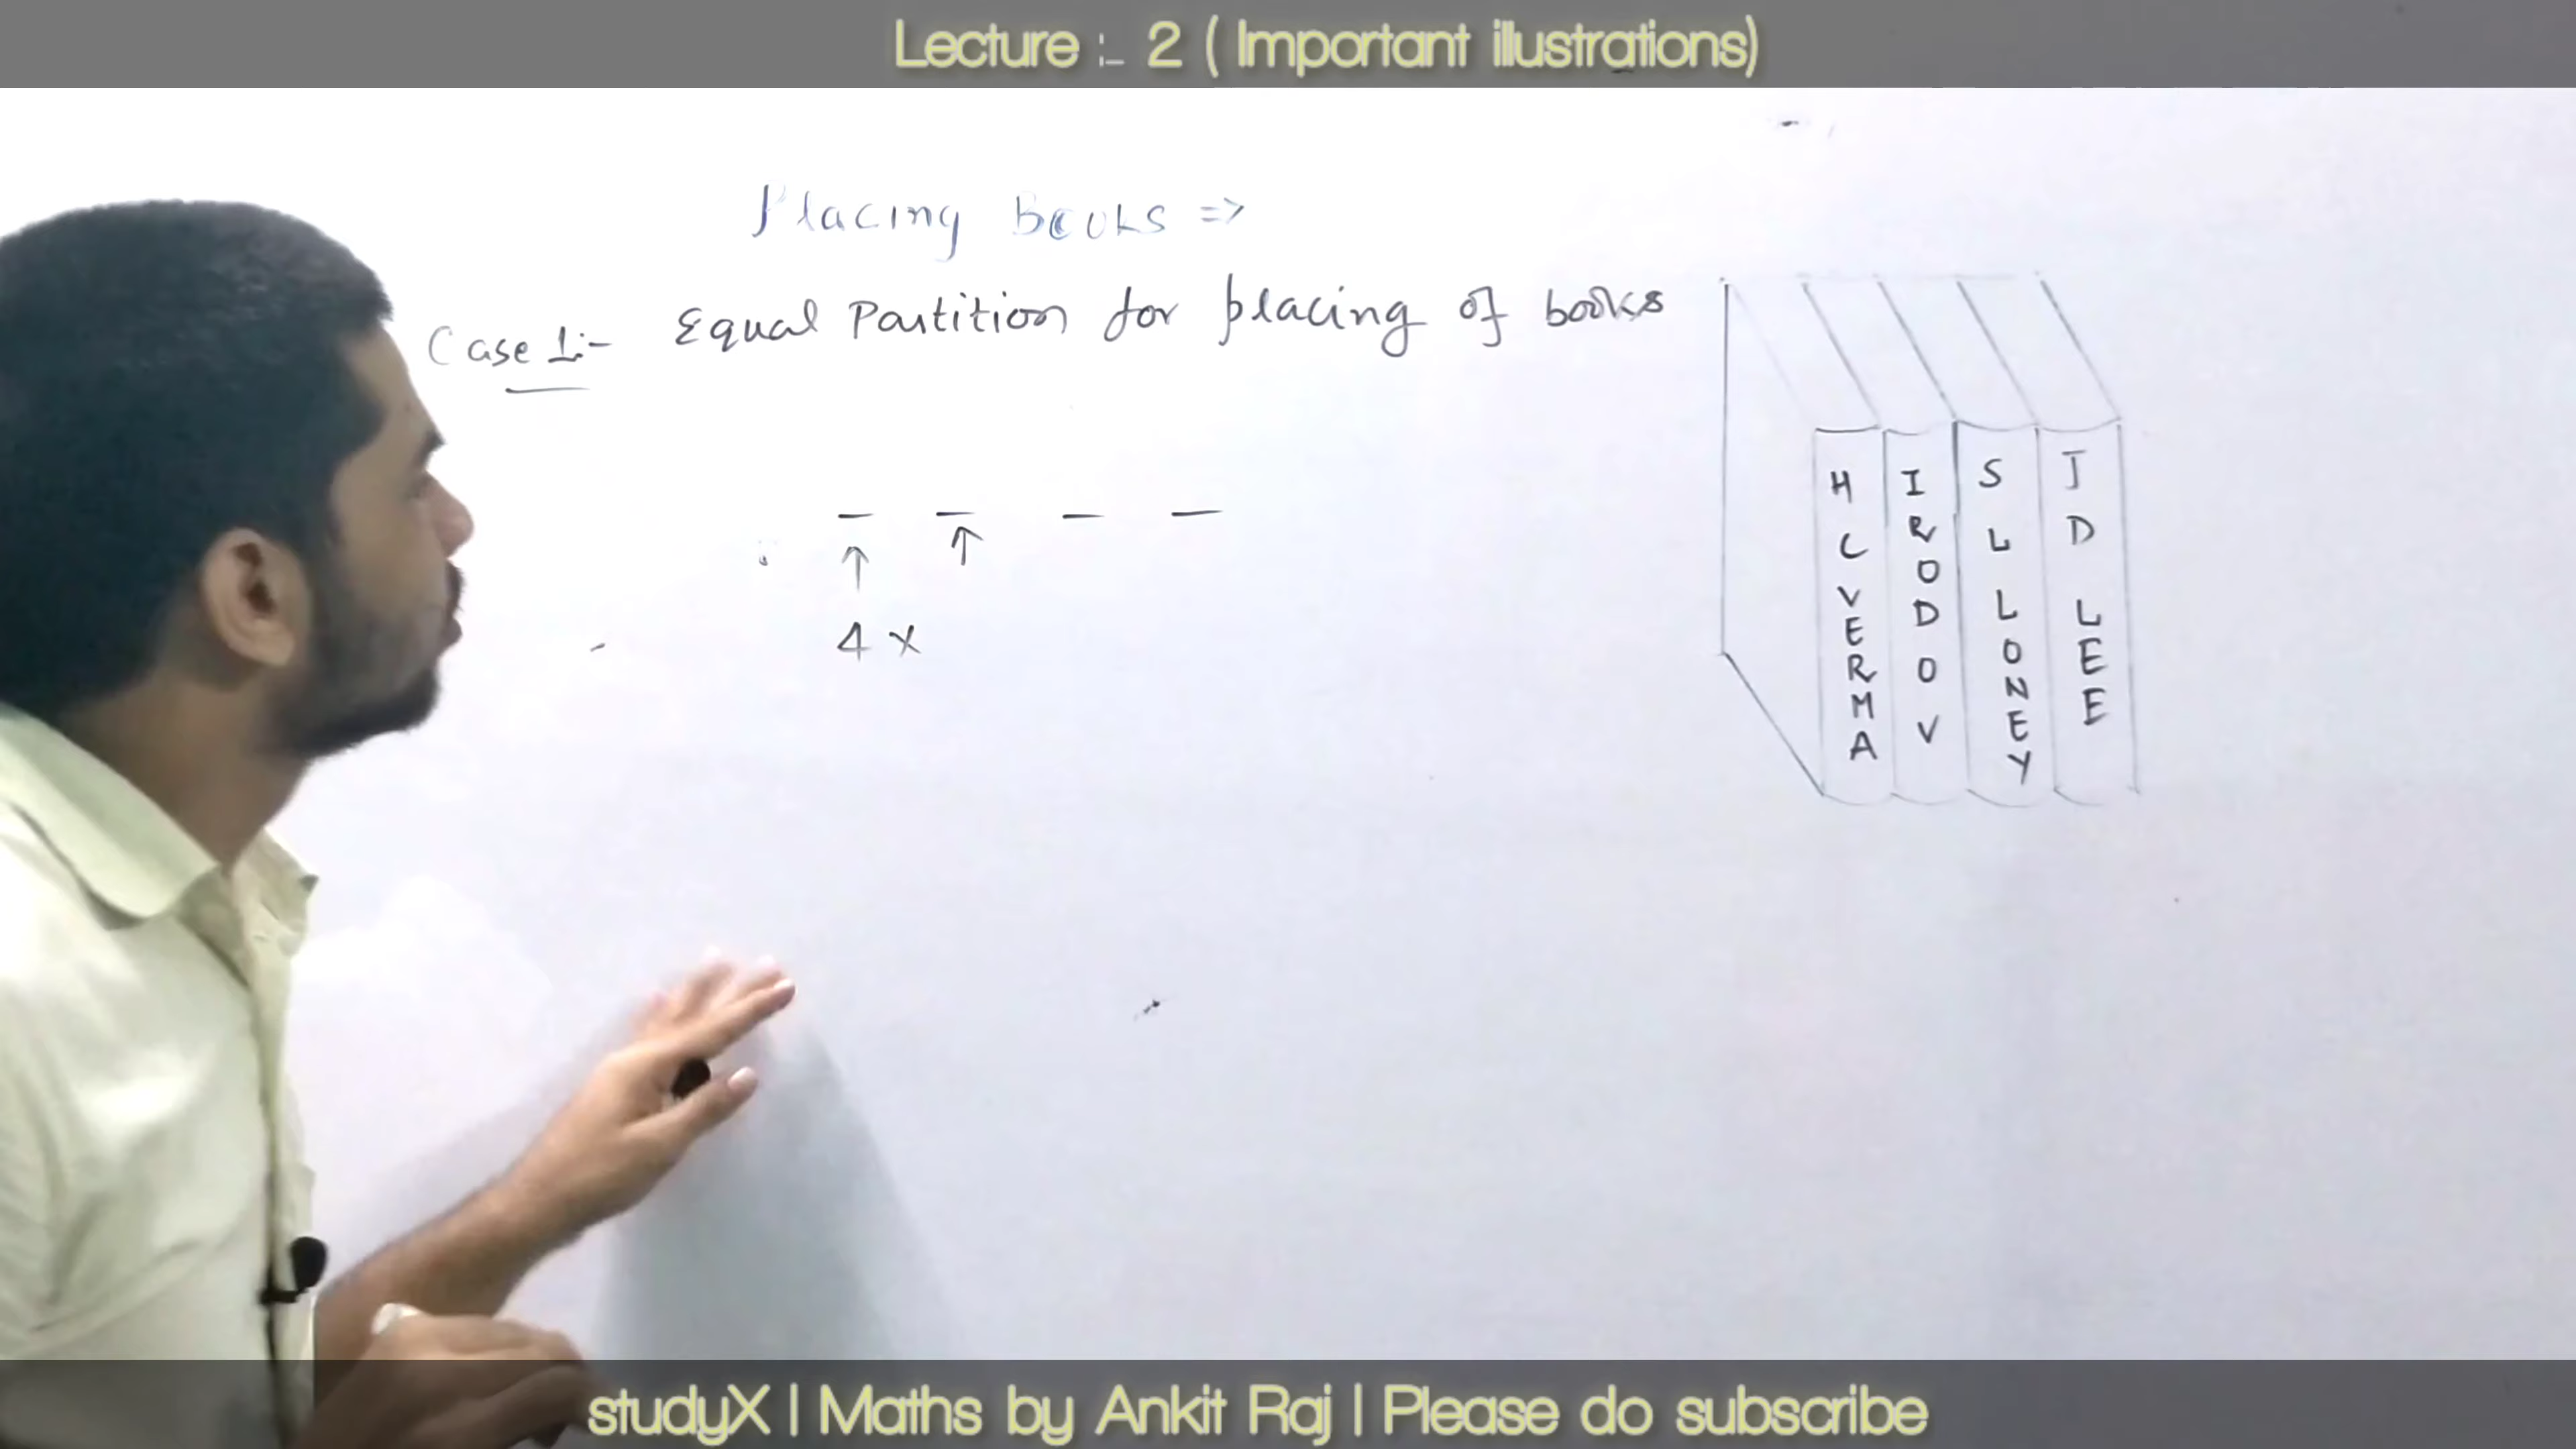 Lecture :- 2 ( Important illustrations)
Placing Books =>
Case 1:- Equal Partition for placing of books
4 ×
H C VERMA
IRODOV
S L LONEY
J D LEE
studyX | Maths by Ankit Raj | Please do subscribe